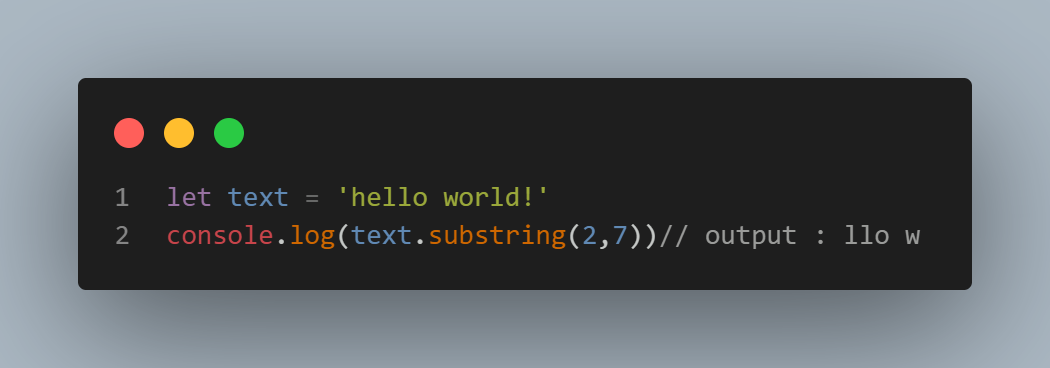 1 let text = 'hello world!'
2 console.log(text.substring(2,7))// output : llo w